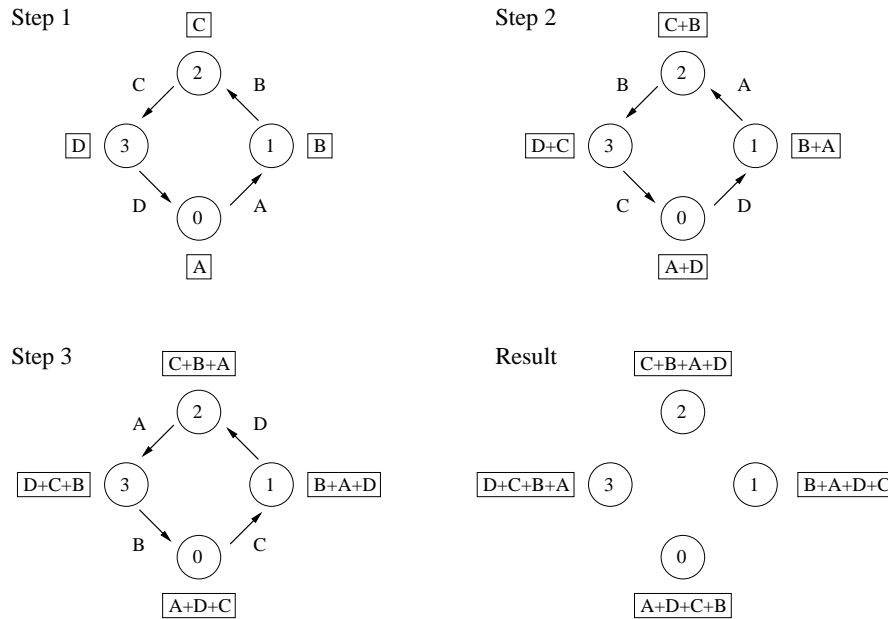 Step 1
C
2
C
B
D
3
1
B
D
A
0
A
Step 2
C+B
2
B
A
D+C
3
1
B+A
C
D
0
A+D
Step 3
C+B+A
2
A
D
D+C+B
3
1
B+A+D
B
C
0
A+D+C
Result
C+B+A+D
2
D+C+B+A
3
1
B+A+D+C
0
A+D+C+B